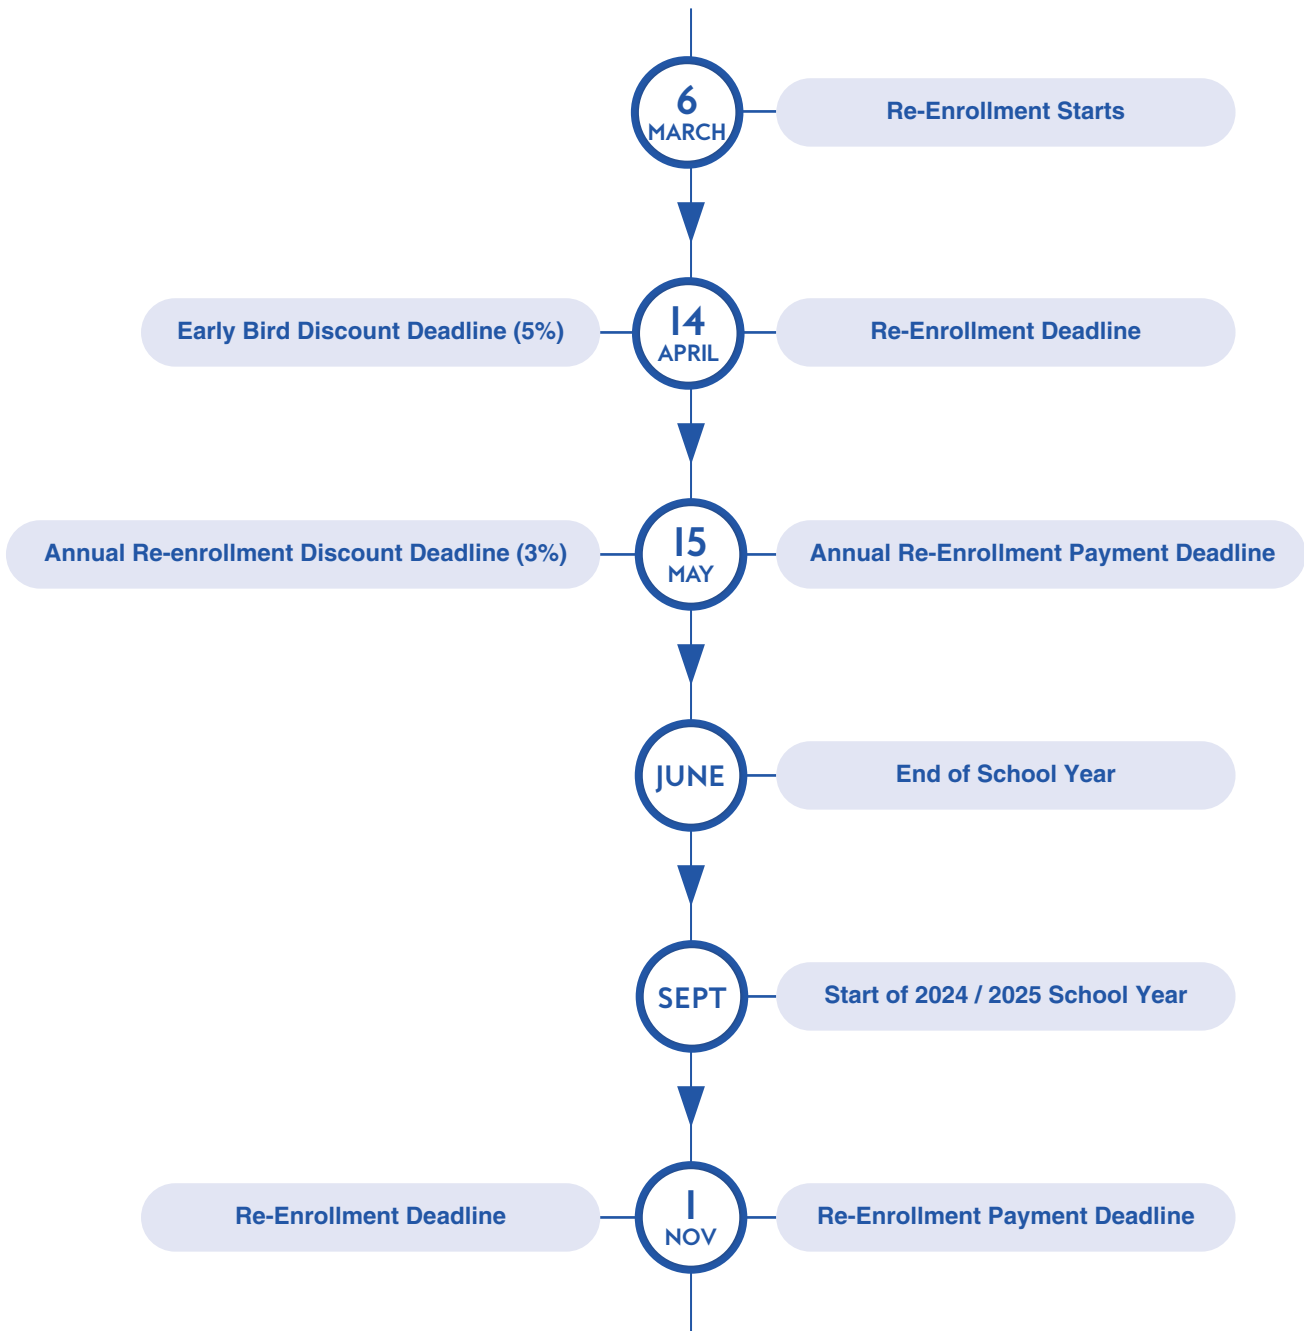 6
MARCH
Re-Enrollment Starts
Early Bird Discount Deadline (5%)
14
APRIL
Re-Enrollment Deadline
Annual Re-enrollment Discount Deadline (3%)
15
MAY
Annual Re-Enrollment Payment Deadline
JUNE
End of School Year
SEPT
Start of 2024 / 2025 School Year
Re-Enrollment Deadline
1
NOV
Re-Enrollment Payment Deadline